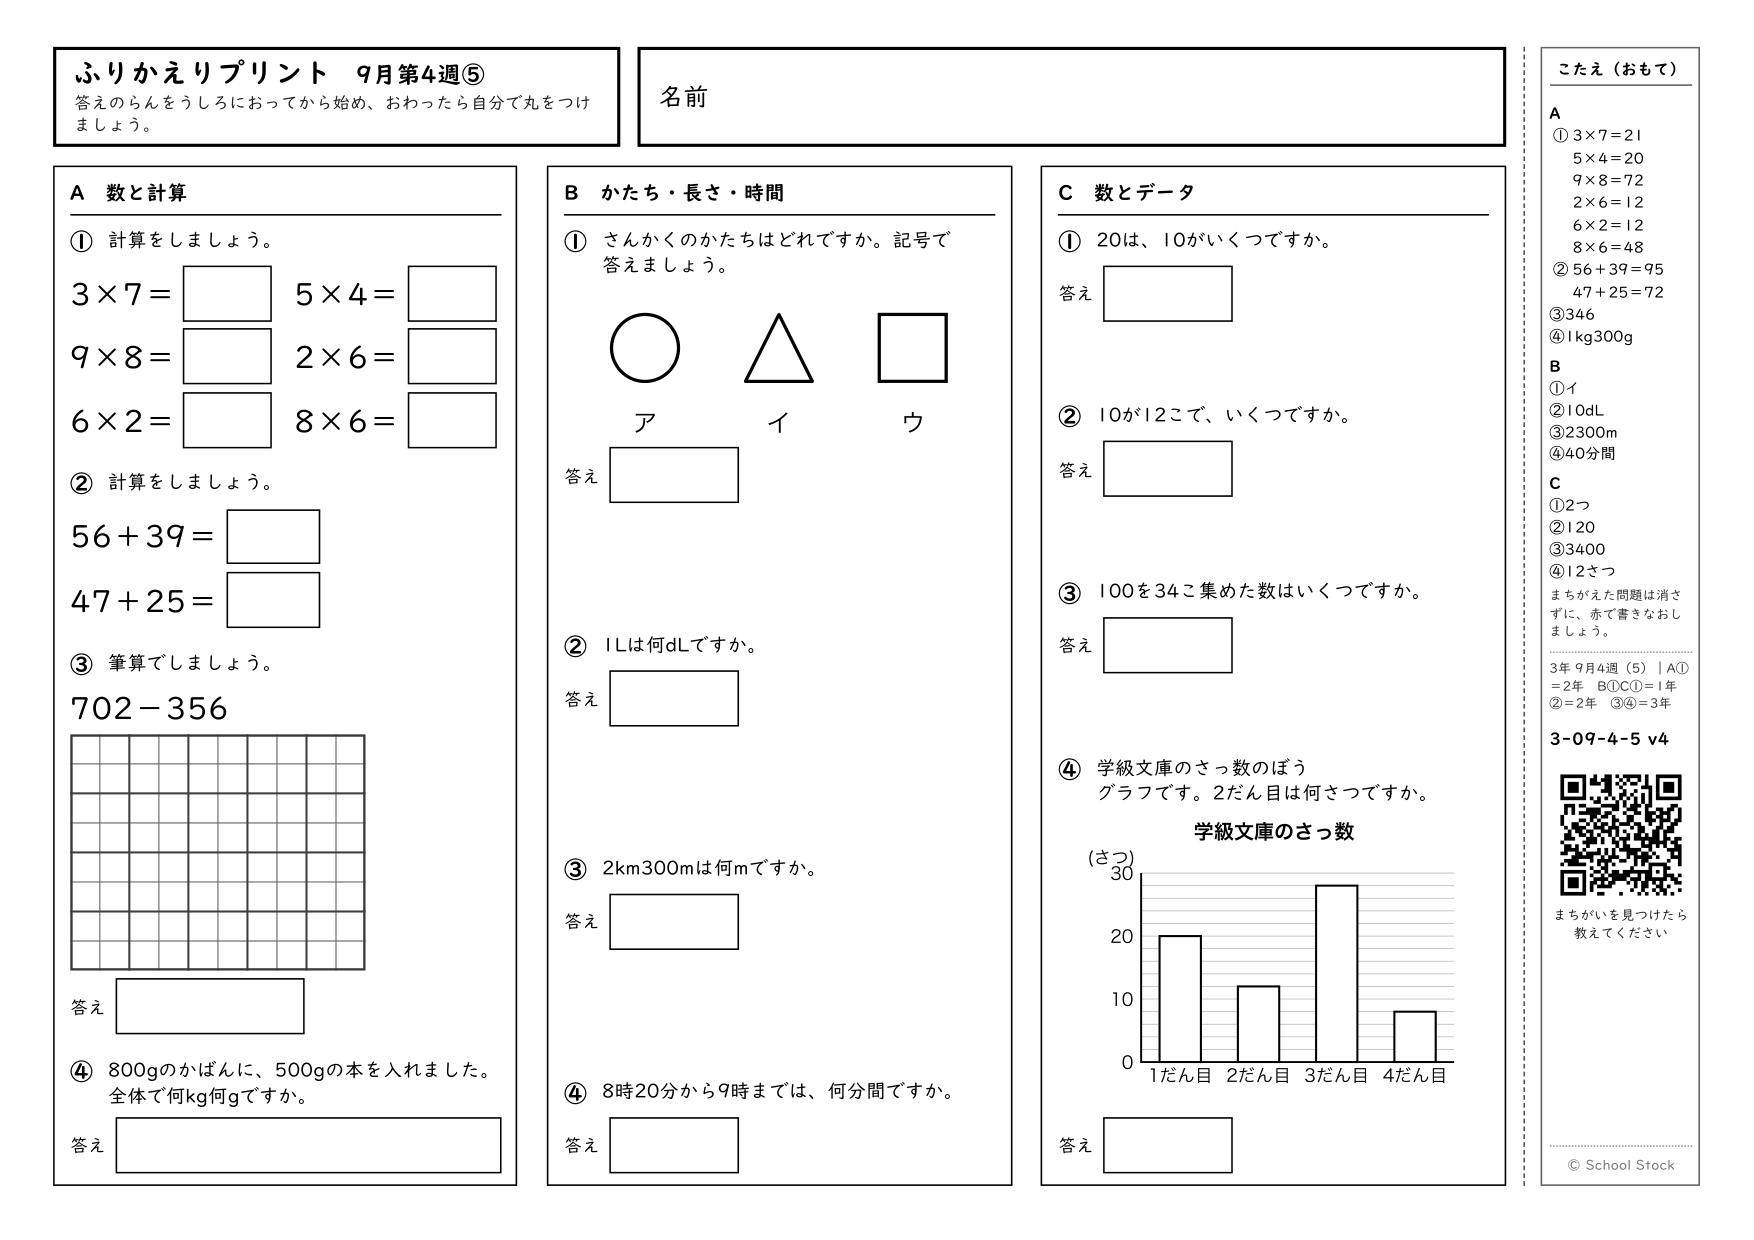 ふりかえりプリント　9月第4週⑤
答えのらんをうしろにおってから始め、おわったら自分で丸をつけ
ましょう。
名前
A　数と計算
① 計算をしましょう。
3×7=
5×4=
9×8=
2×6=
6×2=
8×6=
② 計算をしましょう。
56+39=
47+25=
③ 筆算でしましょう。
702-356
答え
④ 800gのかばんに、500gの本を入れました。
全体で何kg何gですか。
答え
B　かたち・長さ・時間
① さんかくのかたちはどれですか。記号で
答えましょう。
ア　イ　ウ
答え
② 1Lは何dLですか。
答え
③ 2km300mは何mですか。
答え
④ 8時20分から9時までは、何分間ですか。
答え
C　数とデータ
① 20は、10がいくつですか。
答え
② 10が12こで、いくつですか。
答え
③ 100を34こ集めた数はいくつですか。
答え
④ 学級文庫のさっ数のぼう
グラフです。2だん目は何さつですか。
学級文庫のさっ数
(さつ)
30
20
10
0
1だん目 2だん目 3だん目 4だん目
答え
こたえ（おもて）
A
①3×7=21
5×4=20
9×8=72
2×6=12
6×2=12
8×6=48
②56+39=95
47+25=72
③346
④1kg300g
B
①イ
②10dL
③2300m
④40分間
C
①2つ
②120
③3400
④12さつ
まちがえた問題は消さ
ずに、赤で書きなおし
ましょう。
3年 9月4週（5）｜A①
=2年　B①C①=1年
②=2年　③④=3年
3-09-4-5 v4
まちがいを見つけたら
教えてください
© School Stock